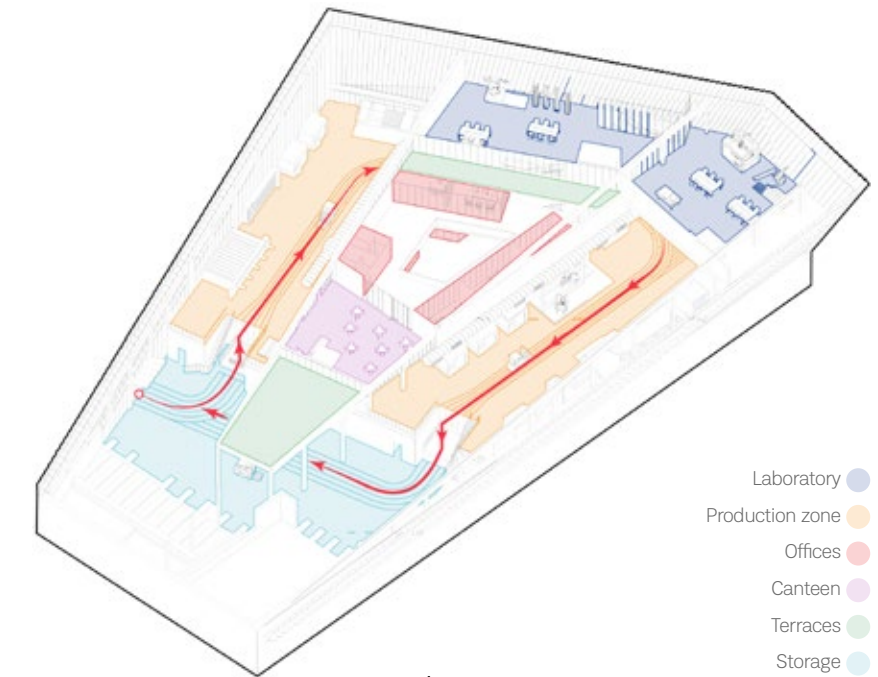 Laboratory
Production zone
Offices
Canteen
Terraces
Storage